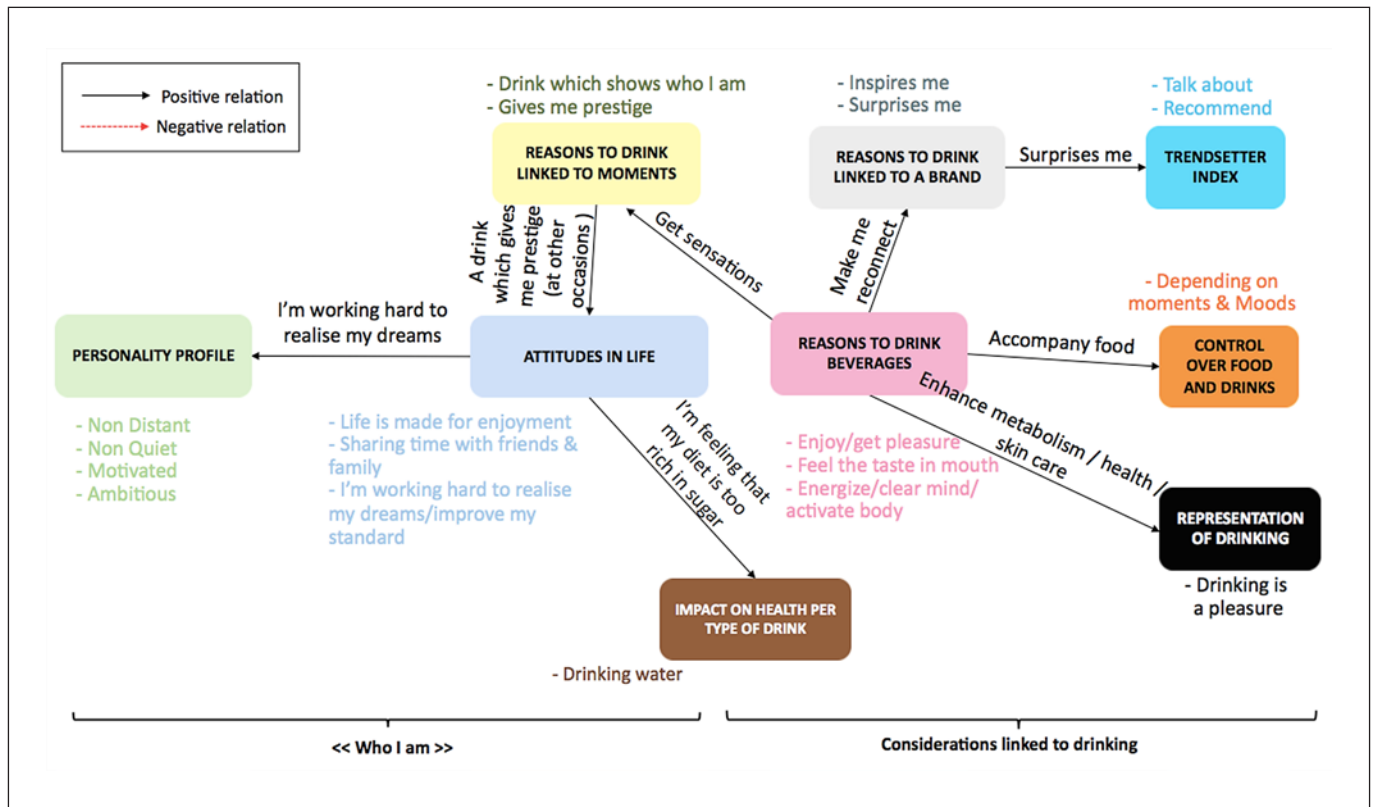 Positive relation
Negative relation
- Drink which shows who I am
- Gives me prestige
REASONS TO DRINK
LINKED TO MOMENTS
- Inspires me
- Surprises me
REASONS TO DRINK
LINKED TO A BRAND
Surprises me
- Talk about
- Recommend
TRENDSETTER
INDEX
A drink
which gives
me prestige
(at other
occasions )
Get sensations
Make me
reconnect
I'm working hard to
realise my dreams
PERSONALITY PROFILE
- Non Distant
- Non Quiet
- Motivated
- Ambitious
ATTITUDES IN LIFE
- Life is made for enjoyment
- Sharing time with friends &
family
- I'm working hard to realise
my dreams/improve my
standard
I'm feeling that
my diet is too
rich in sugar
REASONS TO DRINK
BEVERAGES
- Enjoy/get pleasure
- Feel the taste in mouth
- Energize/clear mind/
activate body
Accompany food
- Depending on
moments & Moods
CONTROL
OVER FOOD
AND DRINKS
Enhance metabolism / health /
skin care
REPRESENTATION
OF DRINKING
- Drinking is
a pleasure
IMPACT ON HEALTH PER
TYPE OF DRINK
- Drinking water
<< Who I am >>
Considerations linked to drinking